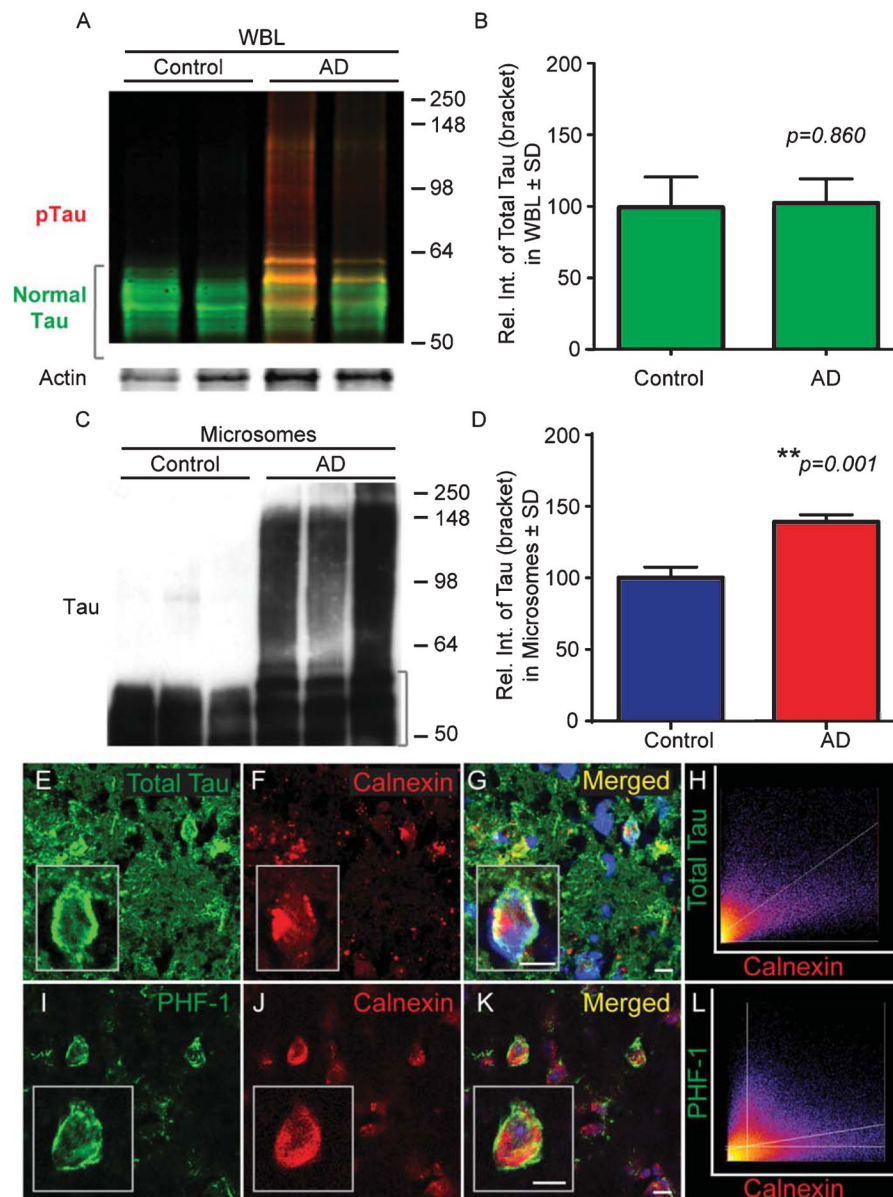 A
WBL
Control
AD
250
148
98
64
50
pTau
Normal
Tau
Actin
B
Rel. Int. of Total Tau (bracket)
in WBL ± SD
200
150
100
50
0
p=0.860
Control
AD
C
Microsomes
Control
AD
250
148
98
64
50
Tau
D
Rel. Int. of Tau (bracket)
in Microsomes ± SD
200
150
100
50
0
**p=0.001
Control
AD
E
Total Tau
F
Calnexin
G
Merged
H
Total Tau
Calnexin
I
PHF-1
J
Calnexin
K
Merged
L
PHF-1
Calnexin